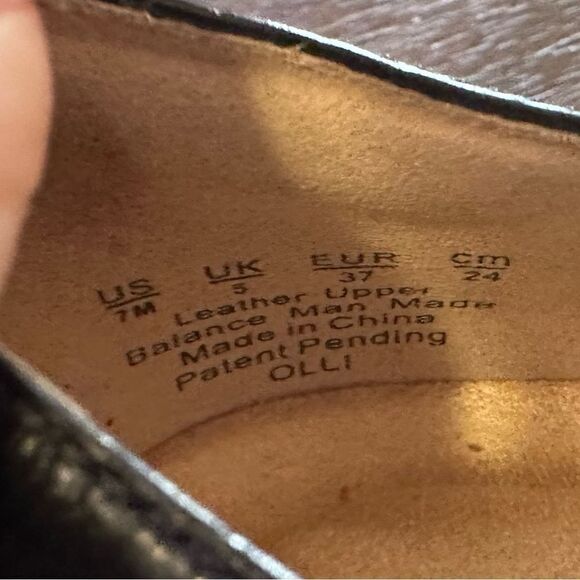 US UK EUR Cm
7M 5 37 24
Leather Upper
Balance Man Made
Made in China
Patent Pending
OLLI